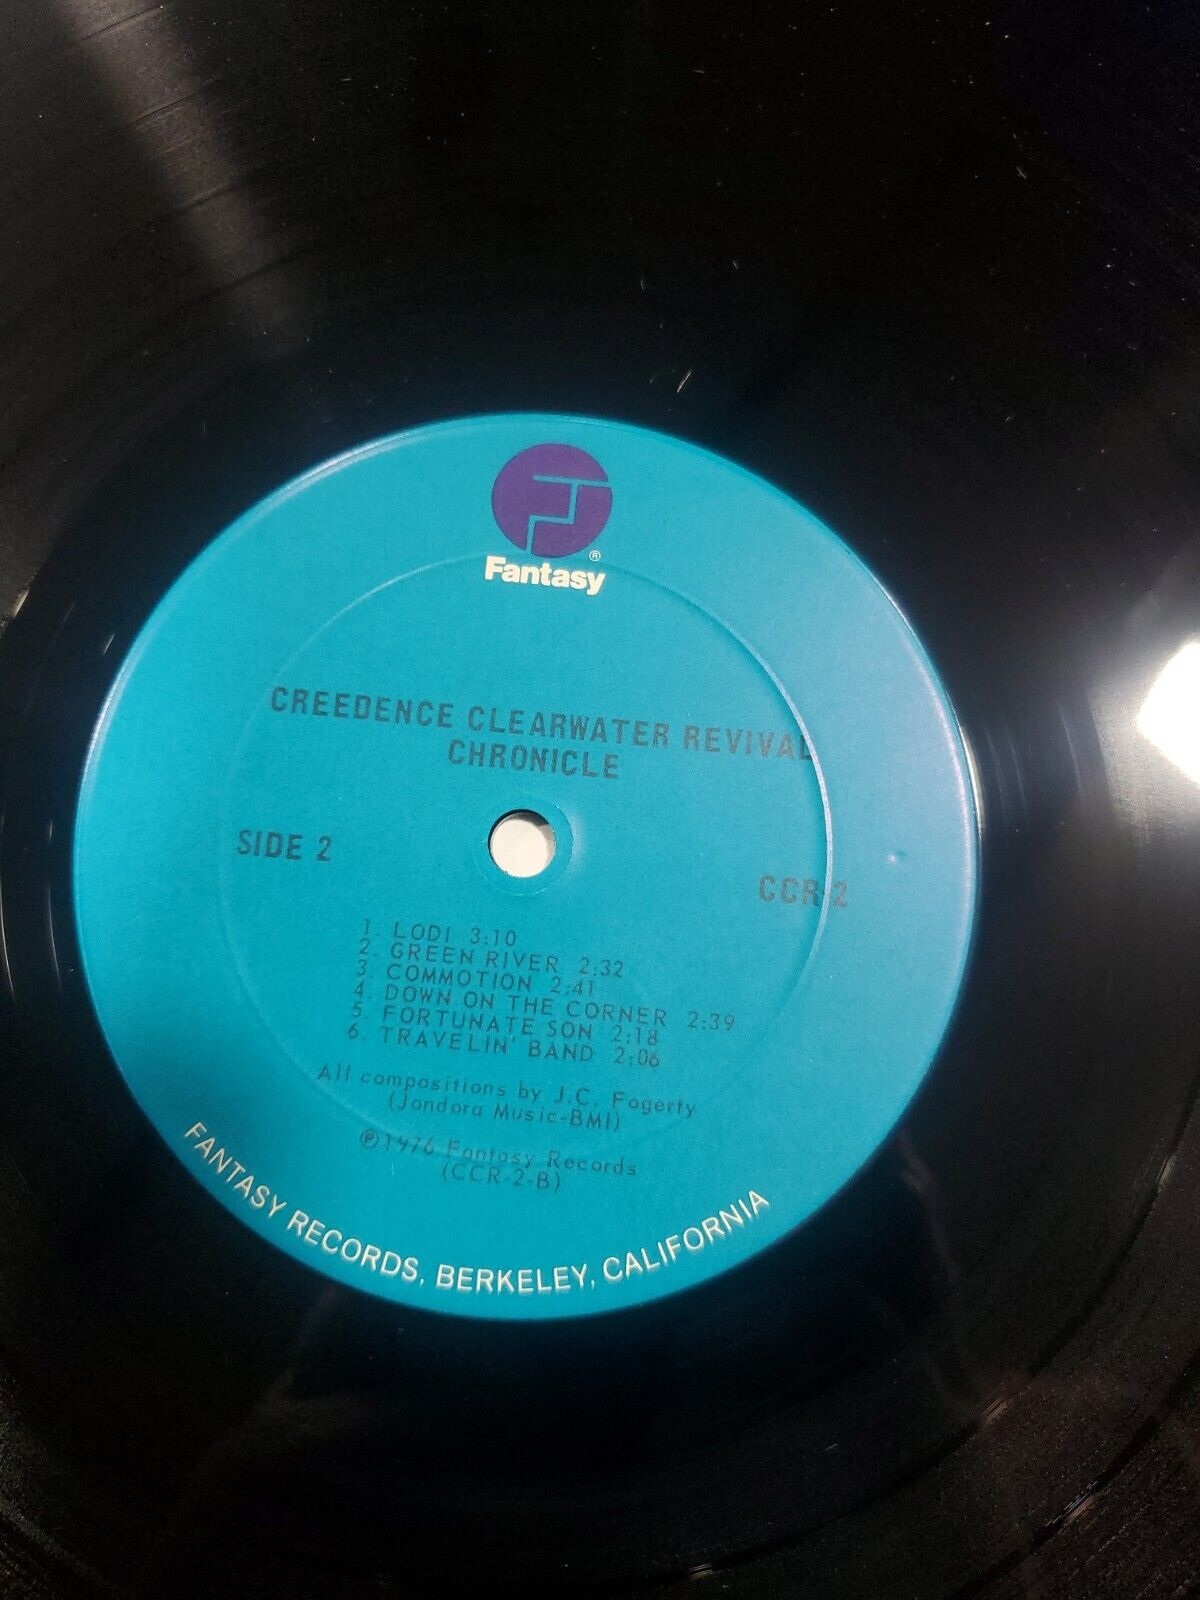 Fantasy®
CREEDENCE CLEARWATER REVIVAL
CHRONICLE
SIDE 2
CCR-2
1. LODI 3:10
2. GREEN RIVER 2:32
3. COMMOTION 2:41
4. DOWN ON THE CORNER 2:39
5. FORTUNATE SON 2:18
6. TRAVELIN' BAND 2:06
All compositions by J.C. Fogerty
(Jondora Music-BMI)
℗1976 Fantasy Records
(CCR-2-B)
FANTASY RECORDS, BERKELEY, CALIFORNIA